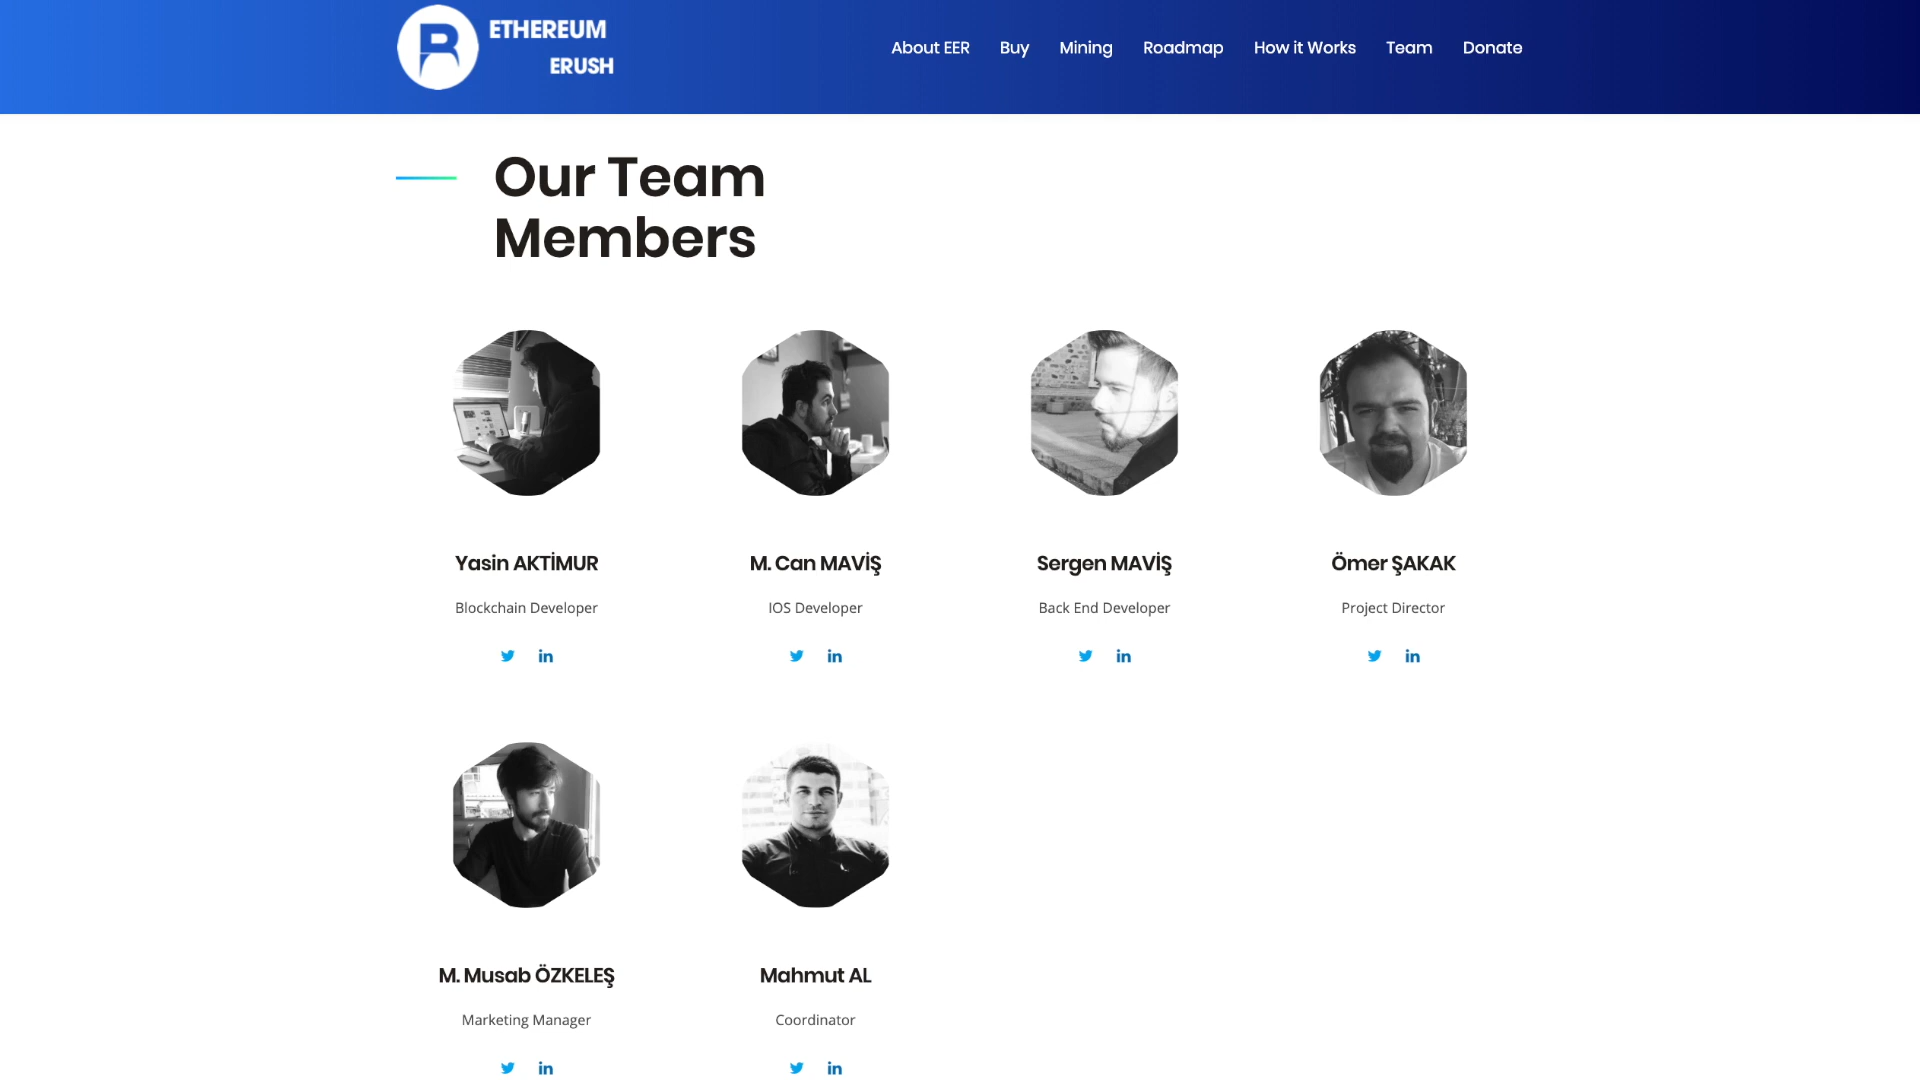 ETHEREUM
ERUSH
About EER Buy Mining Roadmap How it Works Team Donate
Our Team
Members
Yasin AKTİMUR
Blockchain Developer
M. Can MAVİŞ
IOS Developer
Sergen MAVİŞ
Back End Developer
Ömer ŞAKAK
Project Director
M. Musab ÖZKELEŞ
Marketing Manager
Mahmut AL
Coordinator